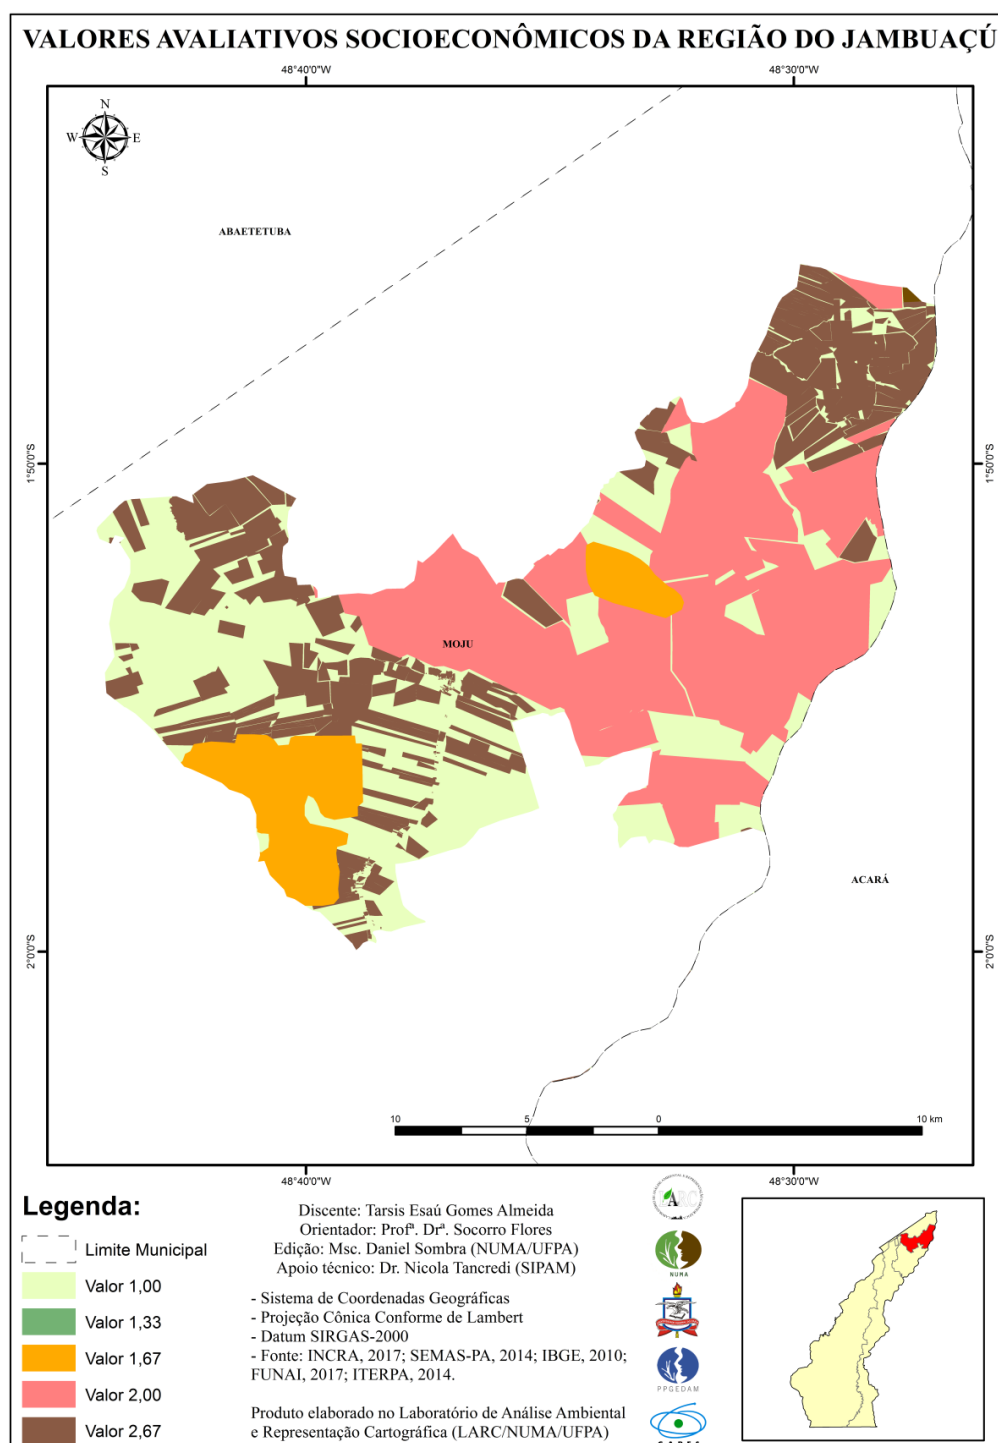 VALORES AVALIATIVOS SOCIOECONÔMICOS DA REGIÃO DO JAMBUAÇÚ
48°40'0"W
48°30'0"W
N
W
E
S
ABAETETUBA
1°50'0"S
1°50'0"S
MOJU
ACARÁ
2°0'0"S
2°0'0"S
10
5
0
10 km
48°40'0"W
48°30'0"W
Legenda:
Limite Municipal
Valor 1,00
Valor 1,33
Valor 1,67
Valor 2,00
Valor 2,67
Discente: Tarsis Esaú Gomes Almeida
Orientador: Profª. Drª. Socorro Flores
Edição: Msc. Daniel Sombra (NUMA/UFPA)
Apoio técnico: Dr. Nicola Tancredi (SIPAM)
- Sistema de Coordenadas Geográficas
- Projeção Cônica Conforme de Lambert
- Datum SIRGAS-2000
- Fonte: INCRA, 2017; SEMAS-PA, 2014; IBGE, 2010;
FUNAI, 2017; ITERPA, 2014.
Produto elaborado no Laboratório de Análise Ambiental
e Representação Cartográfica (LARC/NUMA/UFPA)
LARC
NUMA
PPGEDAM